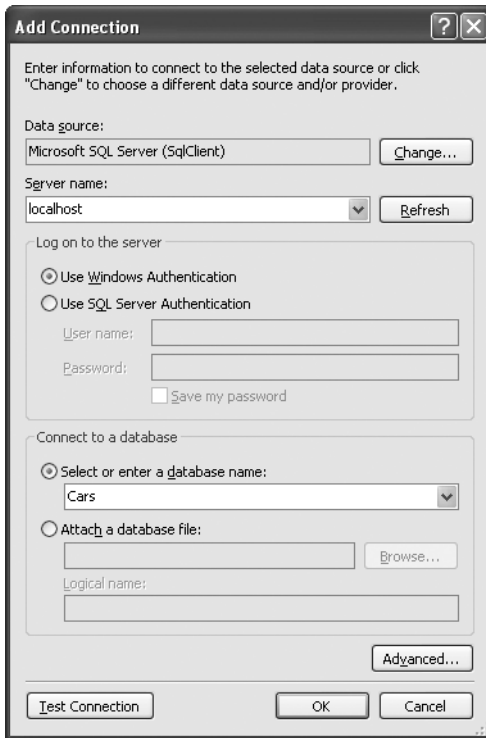 Add Connection
Enter information to connect to the selected data source or click
"Change" to choose a different data source and/or provider.
Data source:
Microsoft SQL Server (SqlClient)
Change...
Server name:
localhost
Refresh
Log on to the server
Use Windows Authentication
Use SQL Server Authentication
User name:
Password:
Save my password
Connect to a database
Select or enter a database name:
Cars
Attach a database file:
Browse...
Logical name:
Advanced...
Test Connection
OK
Cancel